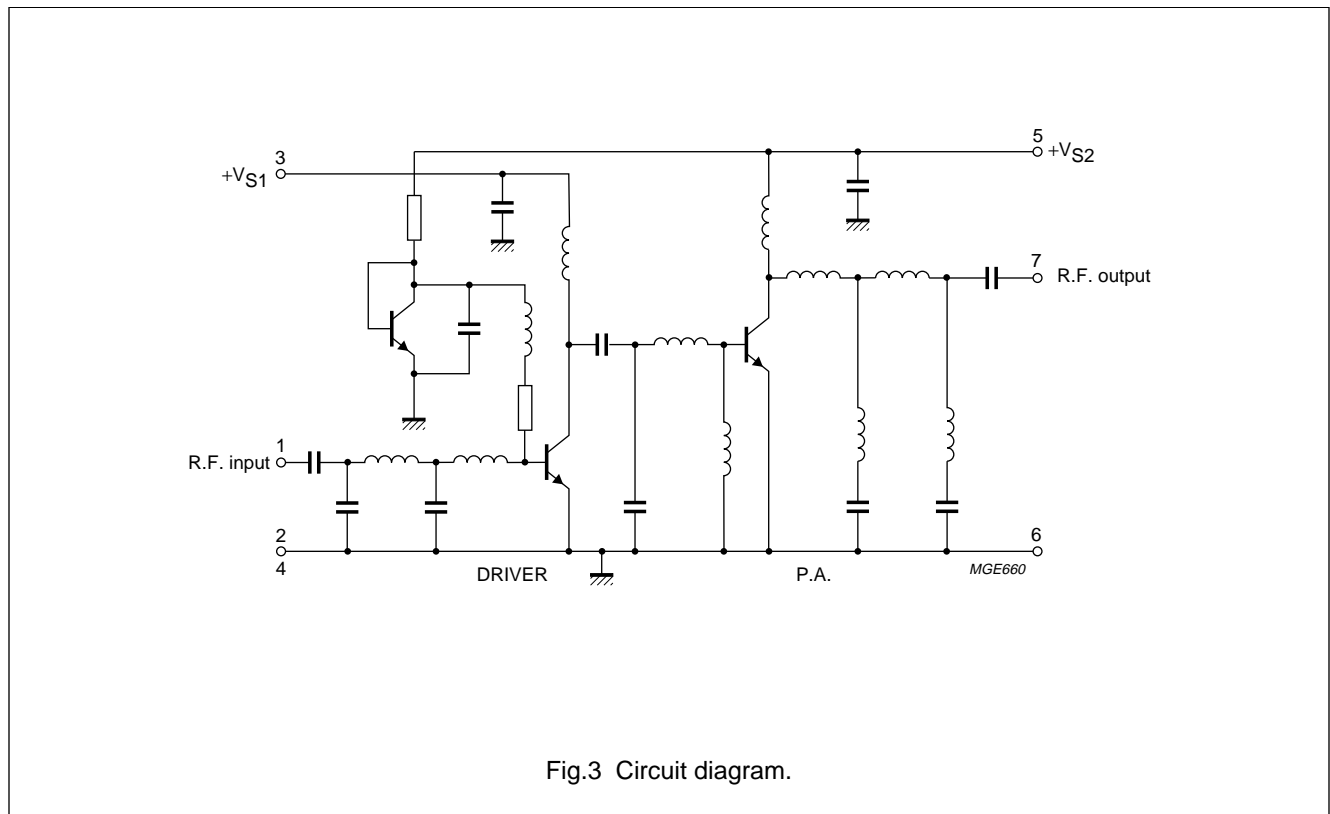 5
+VS2
3
+VS1
7
R.F. output
1
R.F. input
2
4
DRIVER
P.A.
6
MGE660
Fig.3 Circuit diagram.